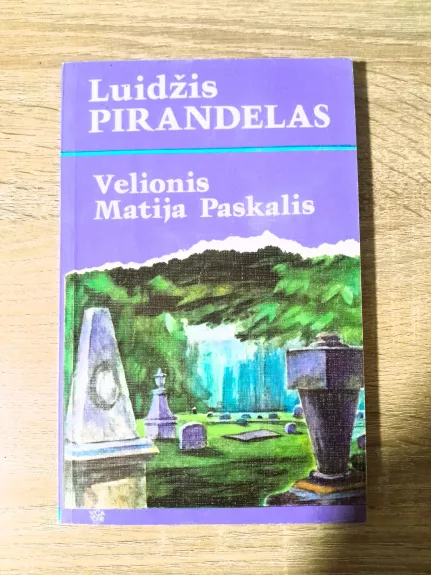 Luidžis
PIRANDELAS
Velionis
Matija Paskalis